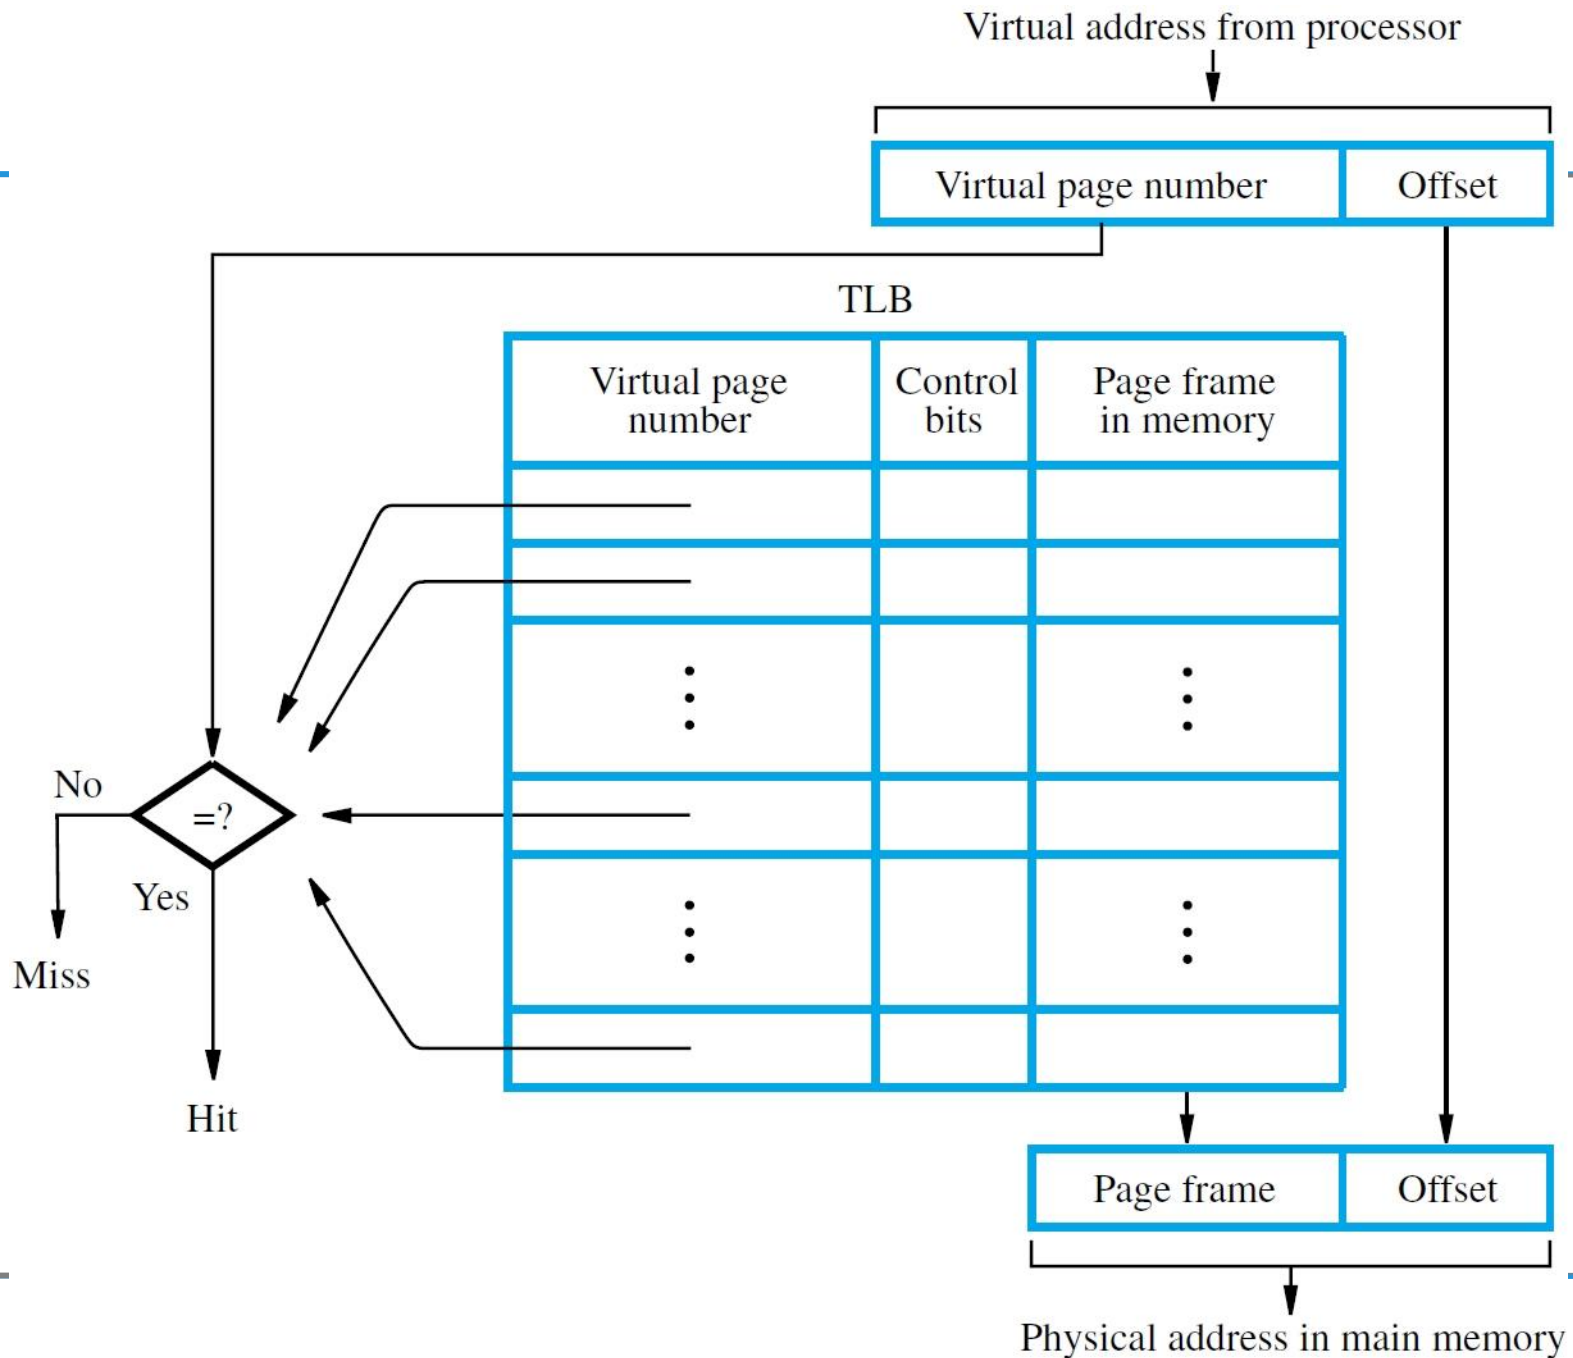 Virtual address from processor
Virtual page number
Offset
TLB
Virtual page
number
Control
bits
Page frame
in memory
No
=?
Yes
Miss
Hit
Page frame
Offset
Physical address in main memory